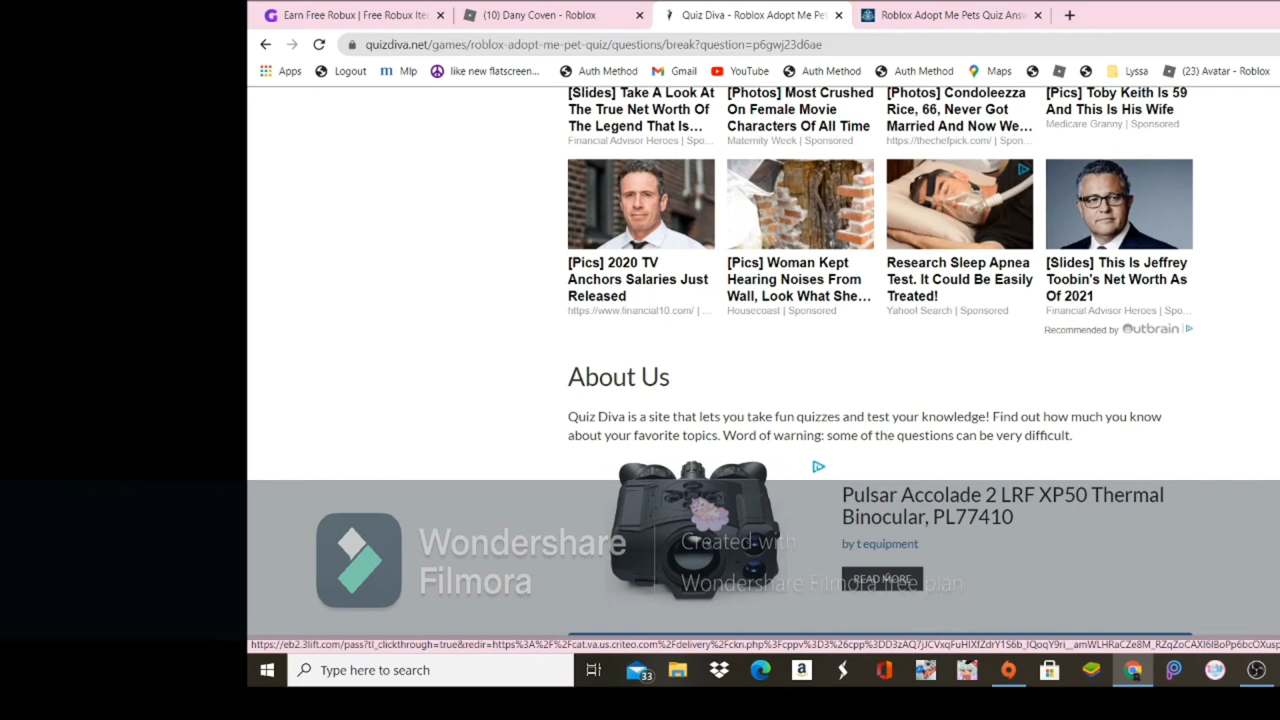 Earn Free Robux | Free Robux Ite
(10) Dany Coven - Roblox
Quiz Diva - Roblox Adopt Me Pet
Roblox Adopt Me Pets Quiz Answ
quizdiva.net/games/roblox-adopt-me-pet-quiz/questions/break?question=p6gwj23d6ae
Apps
Logout
Mlp
like new flatscreen...
Auth Method
Gmail
YouTube
Auth Method
Auth Method
Maps
Lyssa
(23) Avatar - Roblox
[Slides] Take A Look At
The True Net Worth Of
The Legend That Is...
Financial Advisor Heroes | Spo...
[Photos] Most Crushed
On Female Movie
Characters Of All Time
Maternity Week | Sponsored
[Photos] Condoleezza
Rice, 66, Never Got
Married And Now We...
https://thechefpick.com/ | Spon...
[Pics] Toby Keith Is 59
And This Is His Wife
Medicare Granny | Sponsored
[Pics] 2020 TV
Anchors Salaries Just
Released
https://www.financial10.com/ | ...
[Pics] Woman Kept
Hearing Noises From
Wall, Look What She...
Housecoast | Sponsored
Research Sleep Apnea
Test. It Could Be Easily
Treated!
Yahoo! Search | Sponsored
[Slides] This Is Jeffrey
Toobin's Net Worth As
Of 2021
Financial Advisor Heroes | Spo...
Recommended by Outbrain
About Us
Quiz Diva is a site that lets you take fun quizzes and test your knowledge! Find out how much you know
about your favorite topics. Word of warning: some of the questions can be very difficult.
Pulsar Accolade 2 LRF XP50 Thermal
Binocular, PL77410
by t equipment
READ MORE
Wondershare
Filmora
Created with
Wondershare Filmora free plan
Type here to search
33